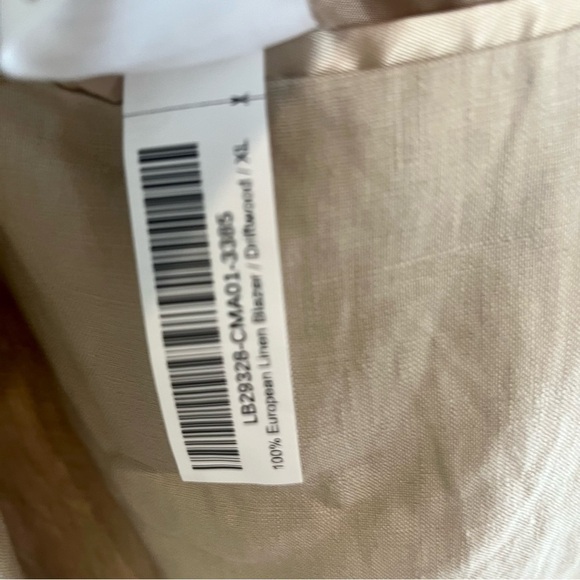 LB29328-CMA01-3385
100% European Linen Blazer / Driftwood / XL